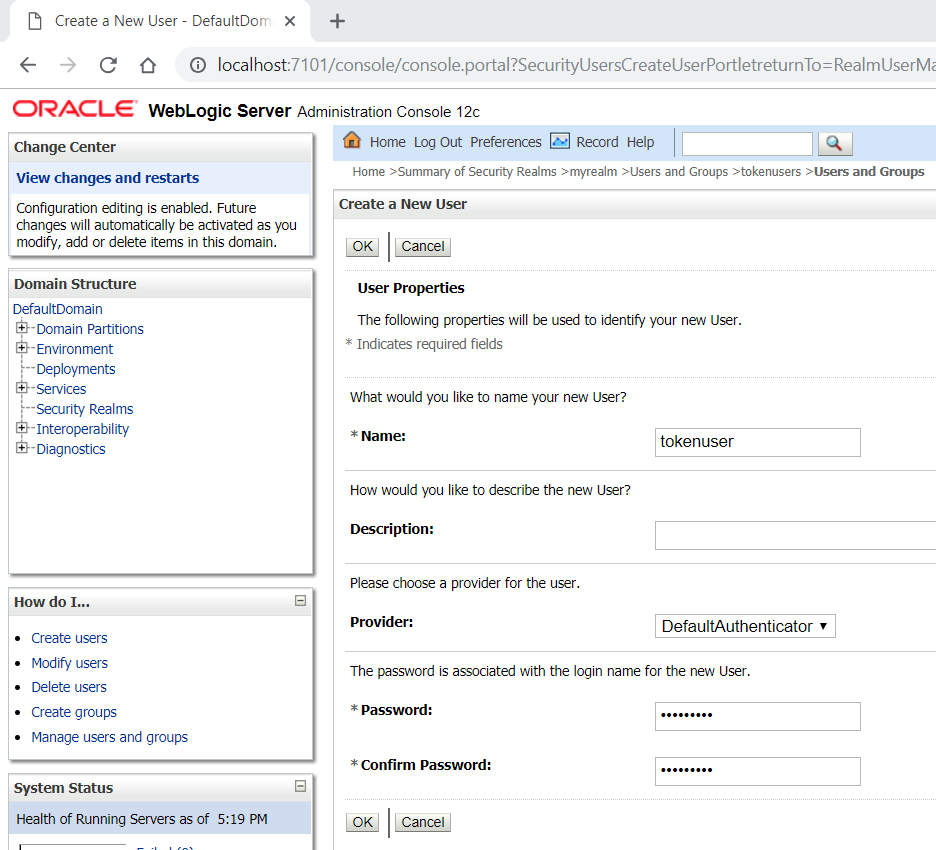 Create a New User - DefaultDom
localhost:7101/console/console.portal?SecurityUsersCreateUserPortletreturnTo=RealmUserMa
ORACLE WebLogic Server Administration Console 12c
Change Center
View changes and restarts
Configuration editing is enabled. Future
changes will automatically be activated as you
modify, add or delete items in this domain.
Domain Structure
DefaultDomain
Domain Partitions
Environment
Deployments
Services
Security Realms
Interoperability
Diagnostics
How do I...
Create users
Modify users
Delete users
Create groups
Manage users and groups
System Status
Health of Running Servers as of 5:19 PM
Failed (0)
Home Log Out Preferences Record Help
Home >Summary of Security Realms >myrealm >Users and Groups >tokenusers >Users and Groups
Create a New User
OK Cancel
User Properties
The following properties will be used to identify your new User.
* Indicates required fields
What would you like to name your new User?
* Name: tokenuser
How would you like to describe the new User?
Description:
Please choose a provider for the user.
Provider: DefaultAuthenticator
The password is associated with the login name for the new User.
* Password: •••••••••
* Confirm Password: •••••••••
OK Cancel